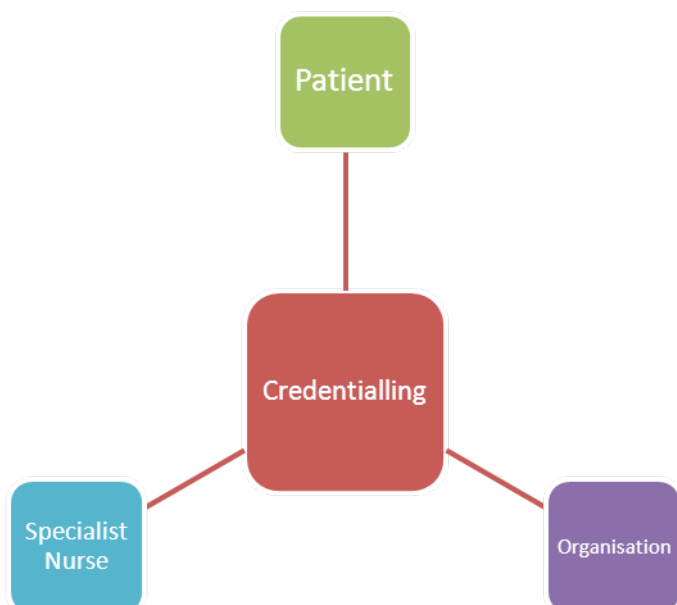 Patient
Credentialling
Specialist
Nurse
Organisation